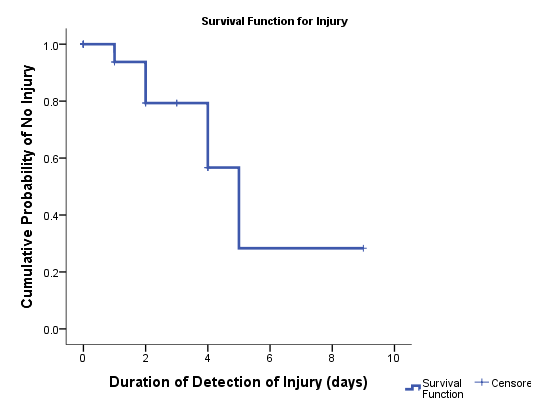 Survival Function for Injury
Cumulative Probability of No Injury
1.0
0.8
0.6
0.4
0.2
0.0
0 2 4 6 8 10
Duration of Detection of Injury (days)
Survival Function
Censore